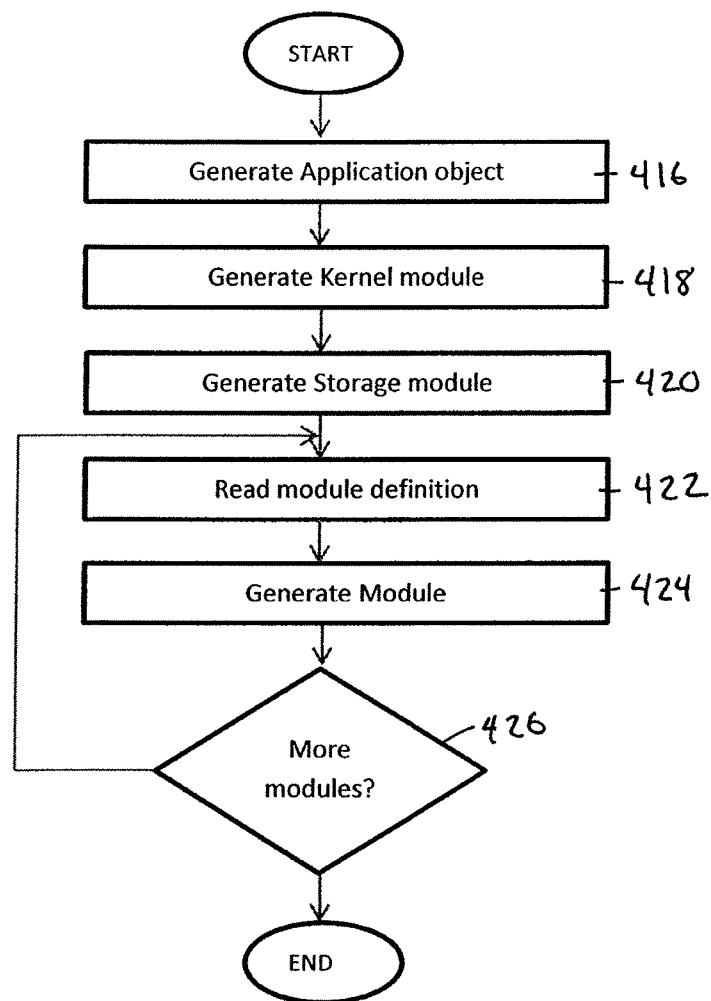 START
Generate Application object
416
Generate Kernel module
418
Generate Storage module
420
Read module definition
422
Generate Module
424
More
modules?
426
END